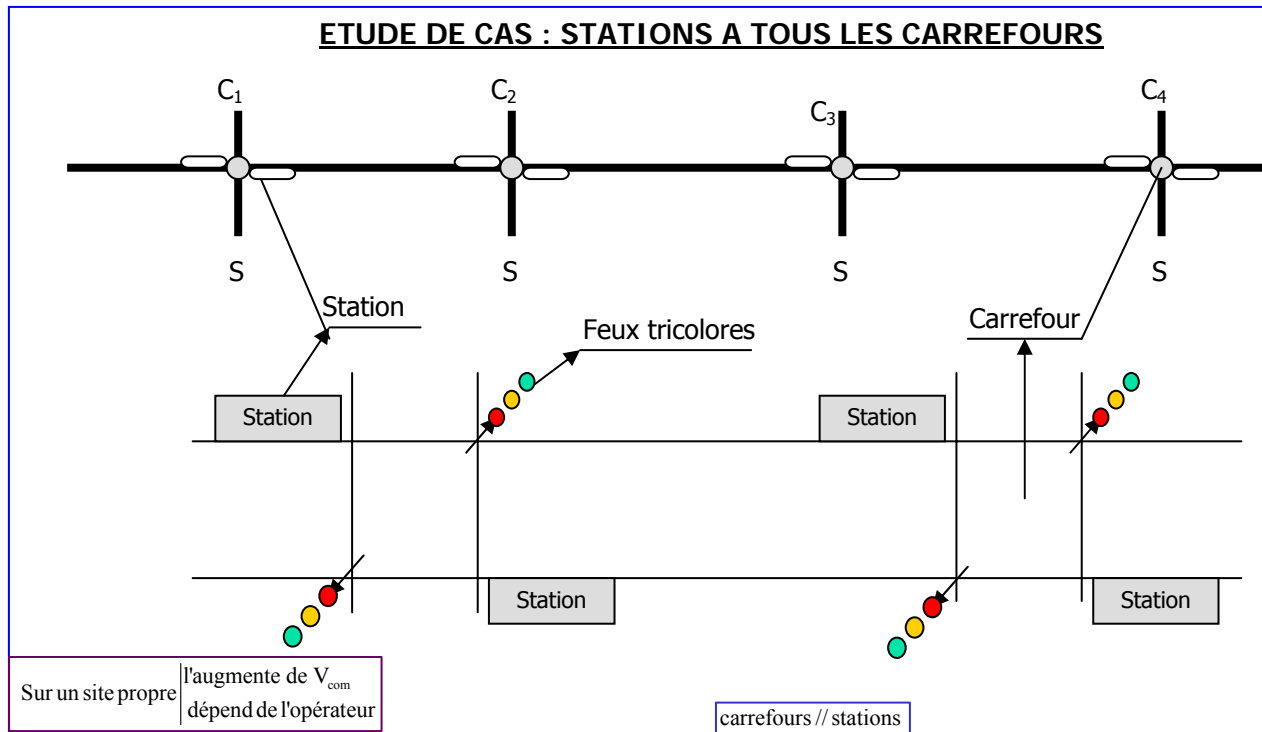 ETUDE DE CAS : STATIONS A TOUS LES CARREFOURS
C1
C2
C3
C4
S
S
S
S
Station
Feux tricolores
Carrefour
Station
Station
Station
Station
Sur un site propre
l'augmente de Vcom
dépend de l'opérateur
carrefours // stations